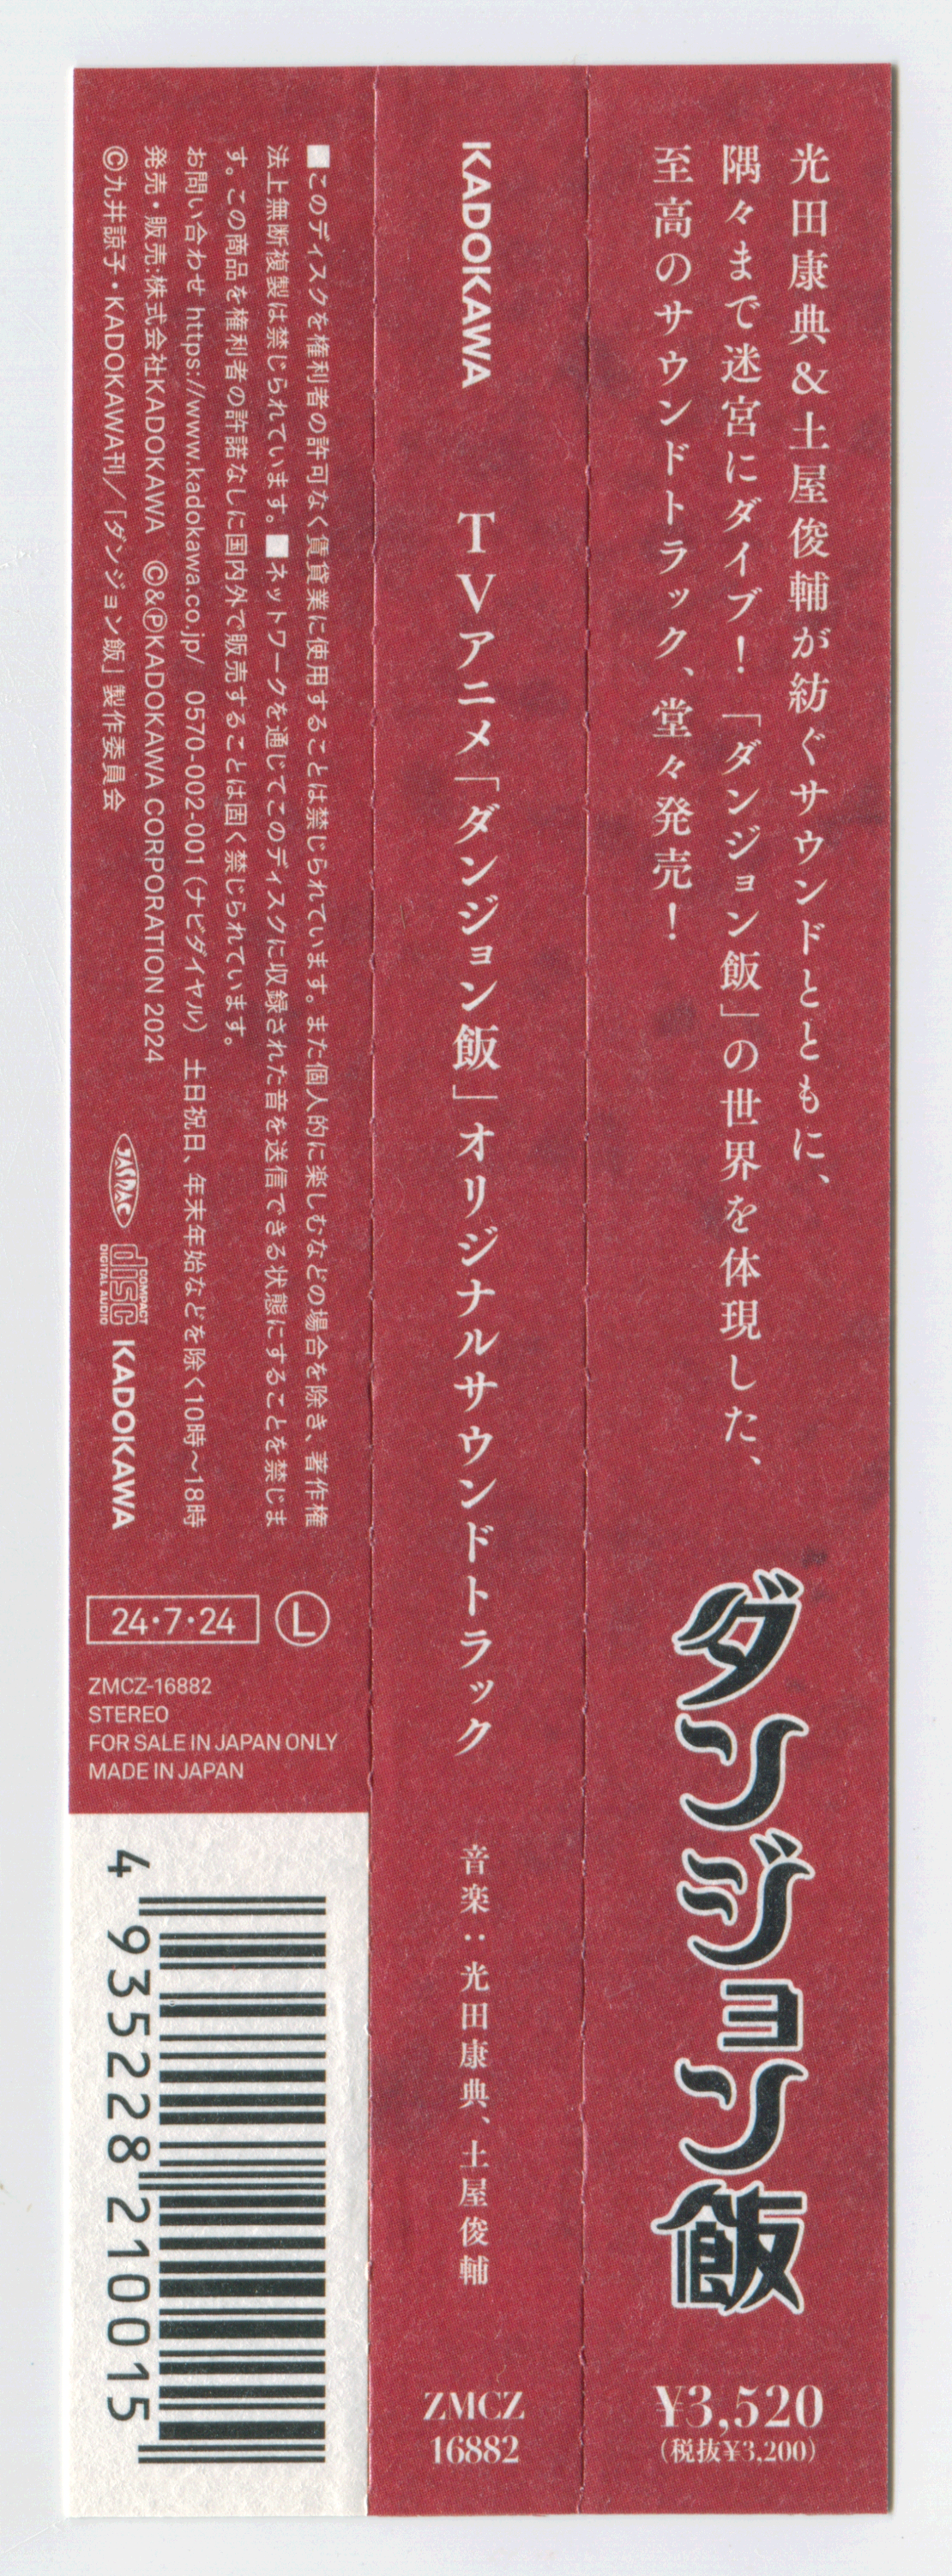 光田康典&土屋俊輔が紡ぐサウンドとともに、
隅々まで迷宮にダイブ！「ダンジョン飯」の世界を体現した、
至高のサウンドトラック、堂々発売！
ダンジョン飯
¥3,520
(税抜¥3,200)
KADOKAWA
TVアニメ「ダンジョン飯」オリジナルサウンドトラック
音楽：光田康典、土屋俊輔
ZMCZ
16882
■このディスクを権利者の許可なく賃貸業に使用することは禁じられています。また個人的に楽しむなどの場合を除き、著作権
法上無断複製は禁じられています。■ネットワークを通じてこのディスクに収録された音を送信できる状態にすることを禁じま
す。この商品を権利者の許諾なしに国内外で販売することは固く禁じられています。
お問い合わせ https://www.kadokawa.co.jp/ 0570-002-001（ナビダイヤル） 土日祝日、年末年始などを除く10時～18時
発売・販売：株式会社KADOKAWA ©&℗KADOKAWA CORPORATION 2024
©九井諒子・KADOKAWA刊／「ダンジョン飯」製作委員会
JASRAC
COMPACT
disc
DIGITAL AUDIO
KADOKAWA
24・7・24
L
ZMCZ-16882
STEREO
FOR SALE IN JAPAN ONLY
MADE IN JAPAN
4 935228 210015